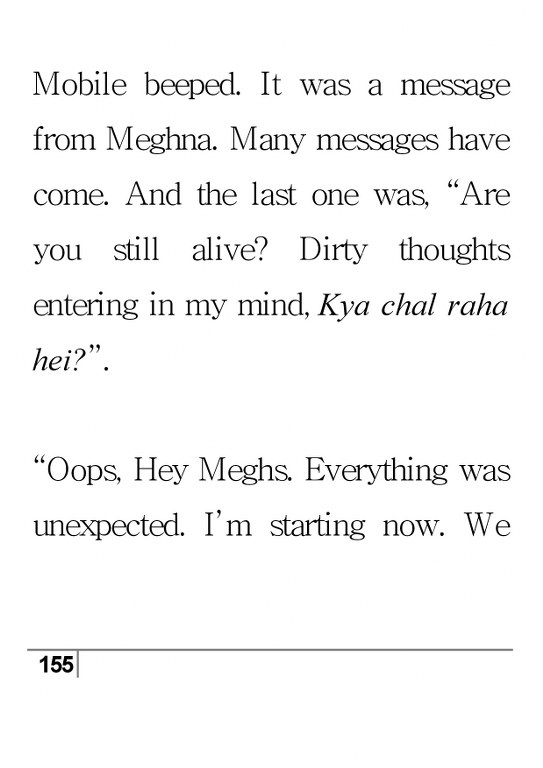 Mobile beeped. It was a message
from Meghna. Many messages have
come. And the last one was, “Are
you still alive? Dirty thoughts
entering in my mind, Kya chal raha
hei?”.
“Oops, Hey Meghs. Everything was
unexpected. I’m starting now. We
155